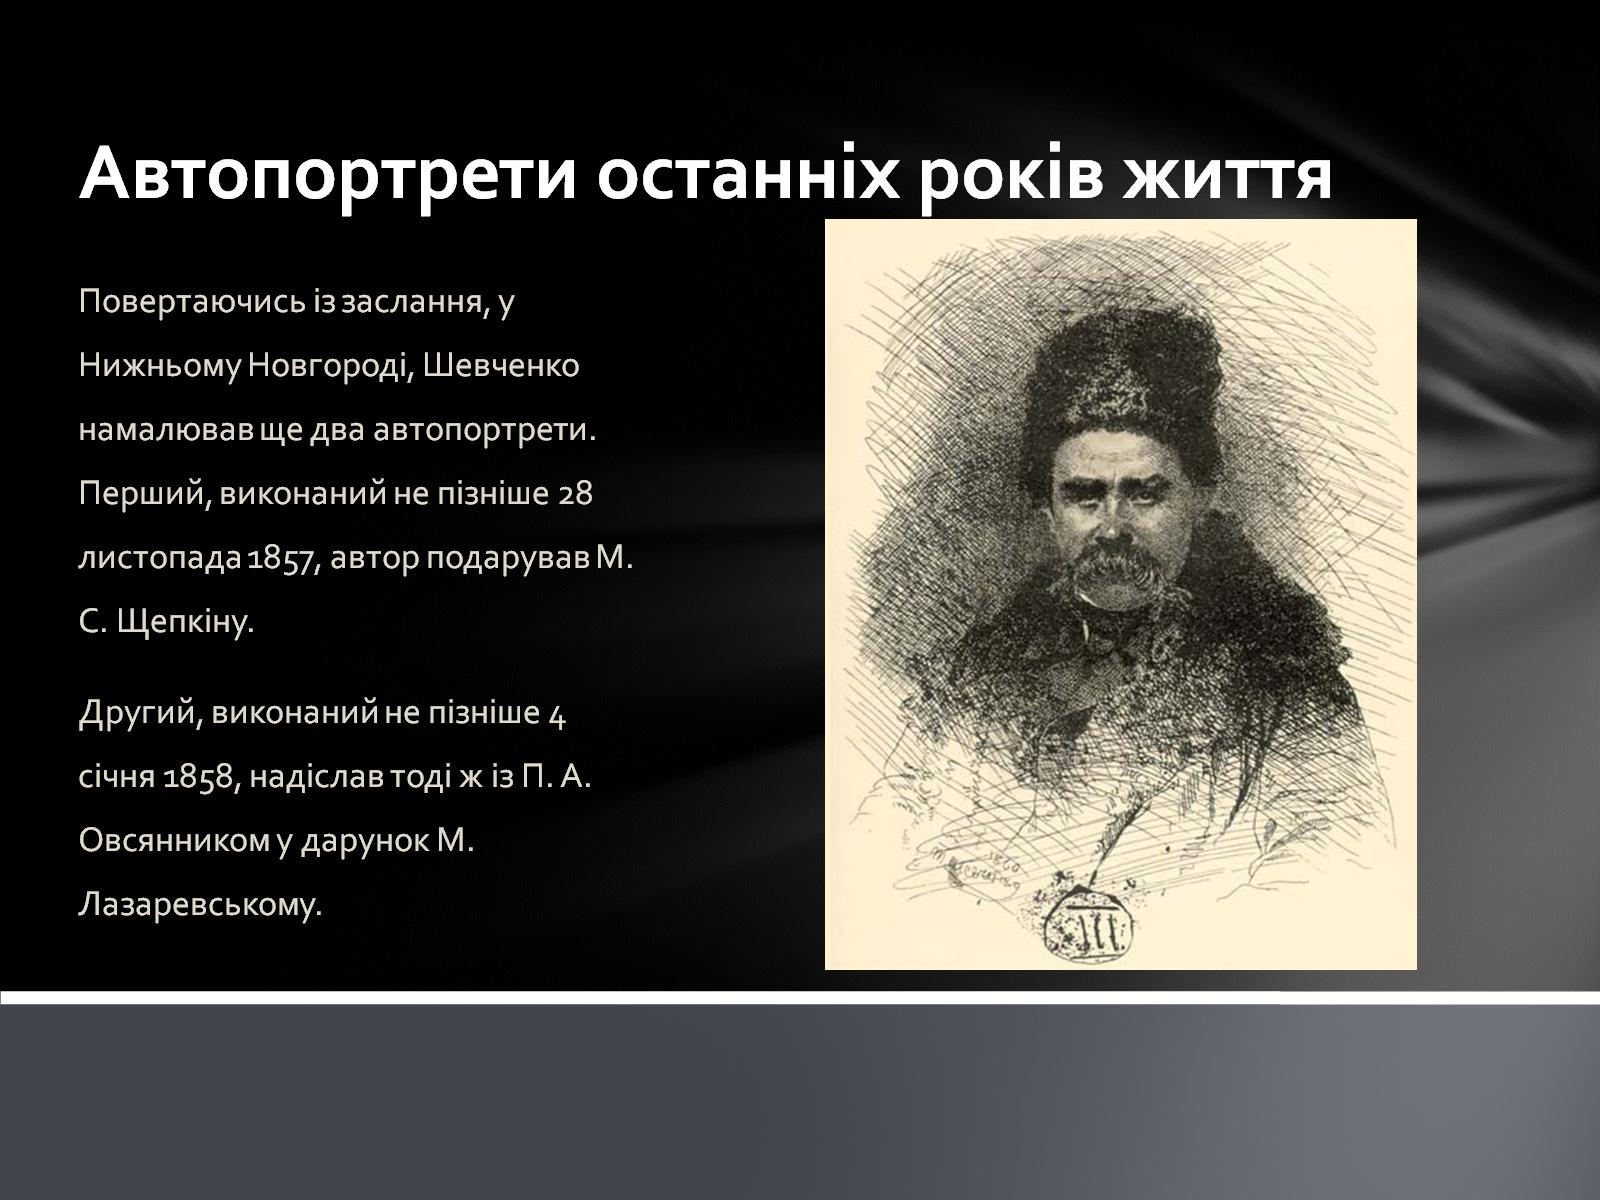 Автопортрети останніх років життя
Повертаючись із заслання, у
Нижньому Новгороді, Шевченко
намалював ще два автопортрети.
Перший, виконаний не пізніше 28
листопада 1857, автор подарував М.
С. Щепкіну.
Другий, виконаний не пізніше 4
січня 1858, надіслав тоді ж із П. А.
Овсянником у дарунок М.
Лазаревському.
1860